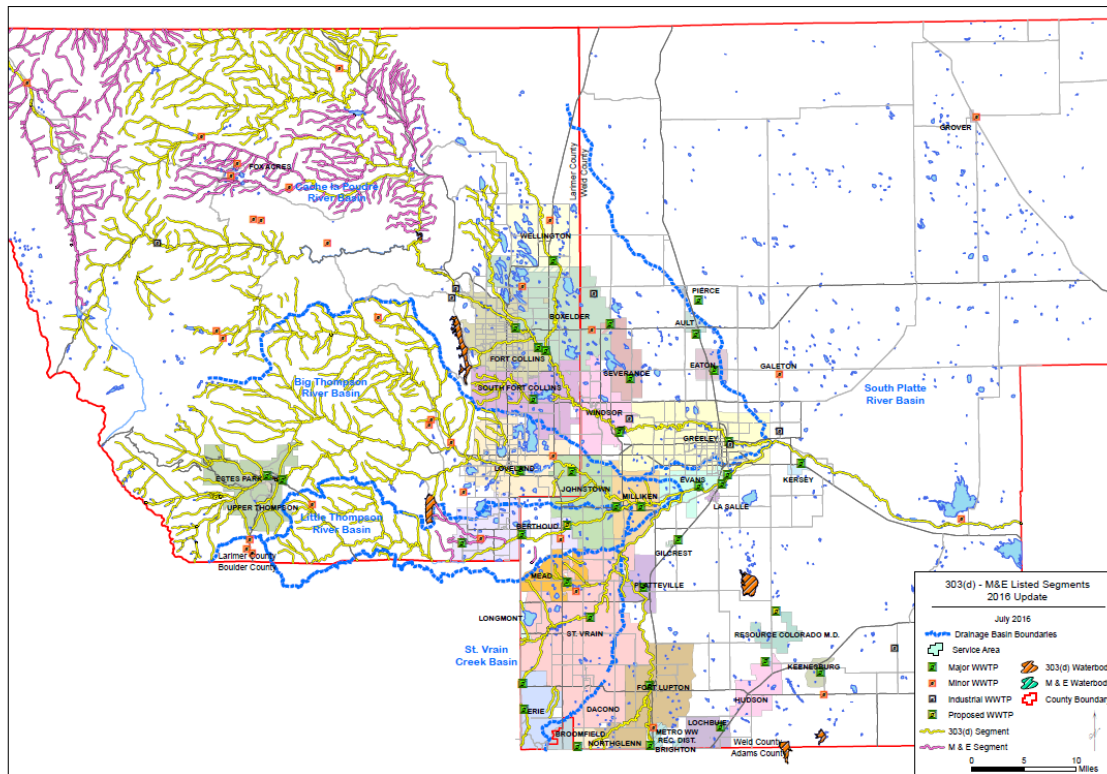 GROVER
Larimer County
Weld County
FOX ACRES
Cache la Poudre
River Basin
WELLINGTON
PIERCE
BOXELDER
AULT
FORT COLLINS
EATON
GALETON
SEVERANCE
Big Thompson
River Basin
SOUTH FORT COLLINS
South Platte
River Basin
WINDSOR
GREELEY
LOVELAND
ESTES PARK
JOHNSTOWN
EVANS
KERSEY
MILLIKEN
UPPER THOMPSON
LA SALLE
Little Thompson
River Basin
BERTHOUD
GILCREST
Larimer County
Boulder County
MEAD
PLATTEVILLE
LONGMONT
ST. VRAIN
RESOURCE COLORADO M.D.
St. Vrain
Creek Basin
KEENESBURG
FORT LUPTON
HUDSON
ERIE
DACONO
LOCHBUIE
BROOMFIELD
METRO WW
REC. DIST.
NORTHGLENN
BRIGHTON
Weld County
Adams County
303(d) - M&E Listed Segments
2016 Update
July 2016
Drainage Basin Boundaries
Service Area
Major WWTP
303(d) Waterbod
Minor WWTP
M & E Waterbod
Industrial WWTP
County Boundar
Proposed WWTP
303(d) Segment
M & E Segment
0 5 10
Miles